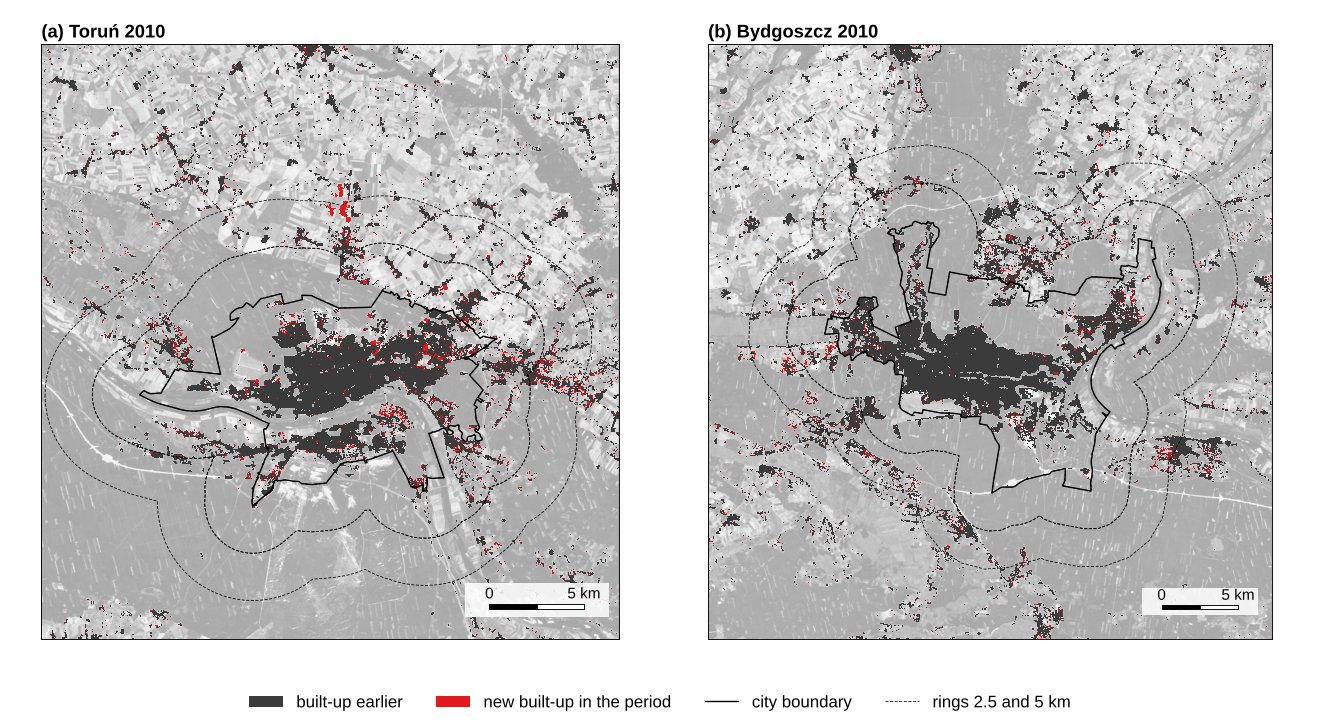 (a) Toruń 2010
(b) Bydgoszcz 2010
0 5 km
0 5 km
built-up earlier
new built-up in the period
city boundary
rings 2.5 and 5 km